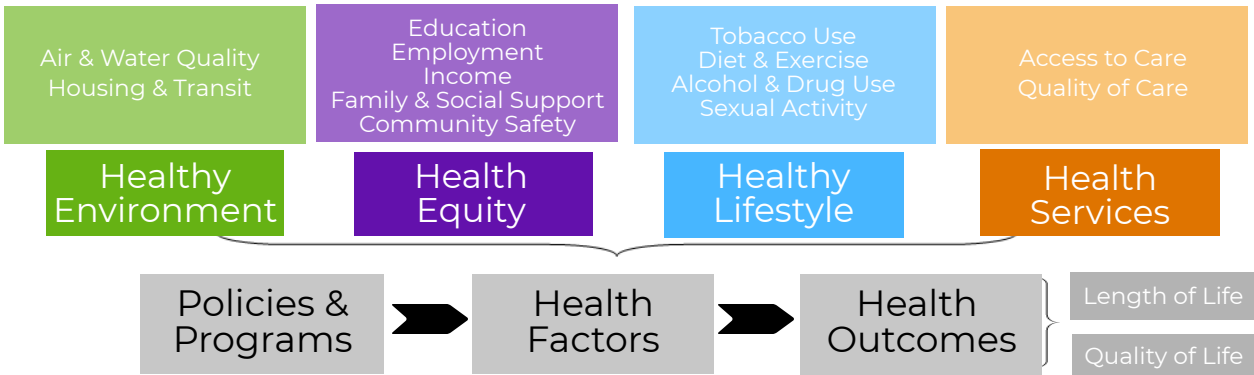 Air & Water Quality
Housing & Transit
Education
Employment
Income
Family & Social Support
Community Safety
Tobacco Use
Diet & Exercise
Alcohol & Drug Use
Sexual Activity
Access to Care
Quality of Care
Healthy
Environment
Health
Equity
Healthy
Lifestyle
Health
Services
Policies &
Programs
Health
Factors
Health
Outcomes
Length of Life
Quality of Life